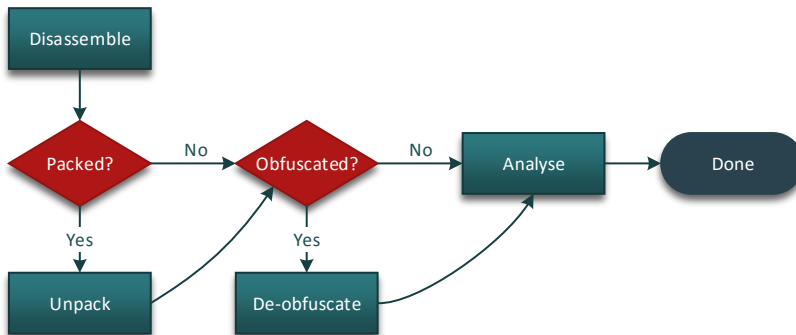 Disassemble
Packed?
No
Obfuscated?
No
Analyse
Done
Yes
Yes
Unpack
De-obfuscate